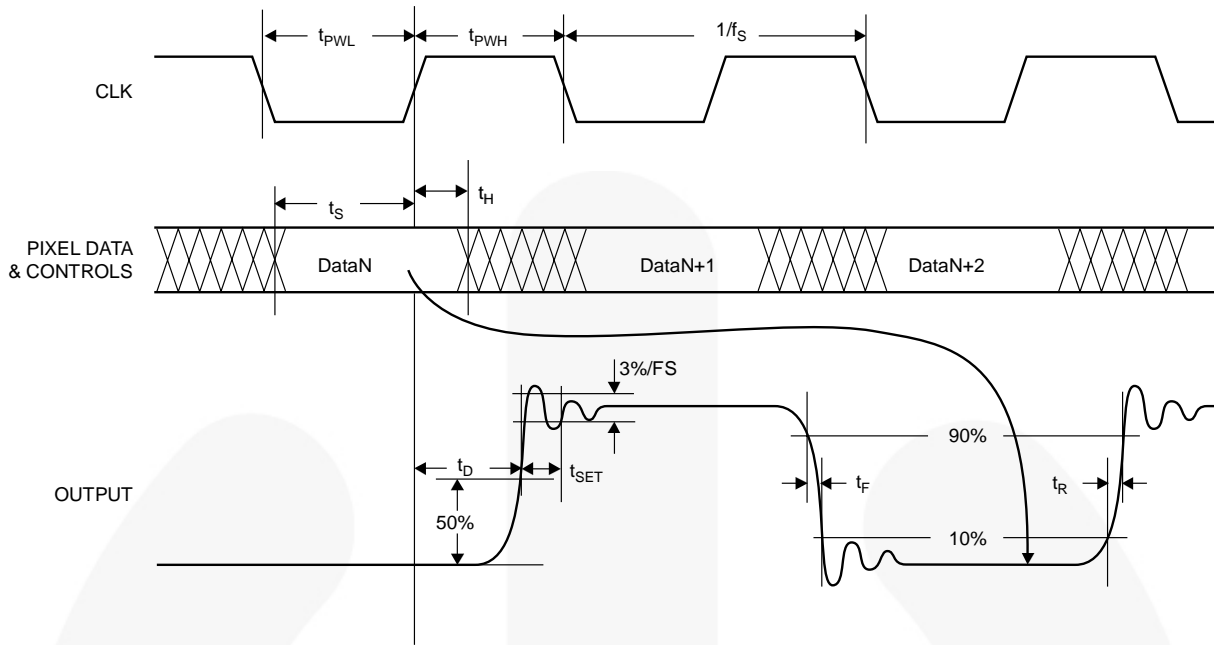 t_PWL t_PWH 1/f_S
CLK
t_S t_H
PIXEL DATA
& CONTROLS
DataN DataN+1 DataN+2
3%/FS
90%
t_D t_SET t_F t_R
OUTPUT
50%
10%